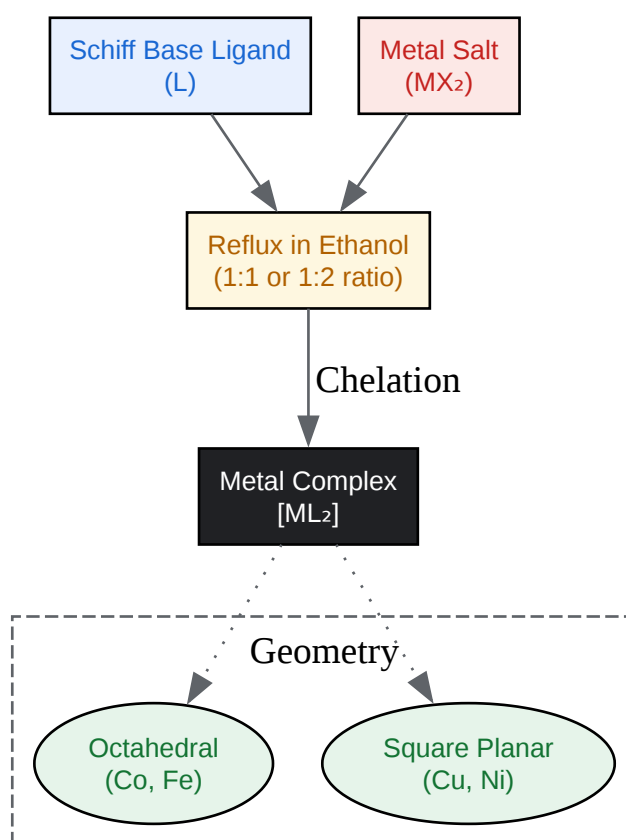 Schiff Base Ligand
(L)
Metal Salt
(MX₂)
Reflux in Ethanol
(1:1 or 1:2 ratio)
Chelation
Metal Complex
[ML₂]
Geometry
Octahedral
(Co, Fe)
Square Planar
(Cu, Ni)